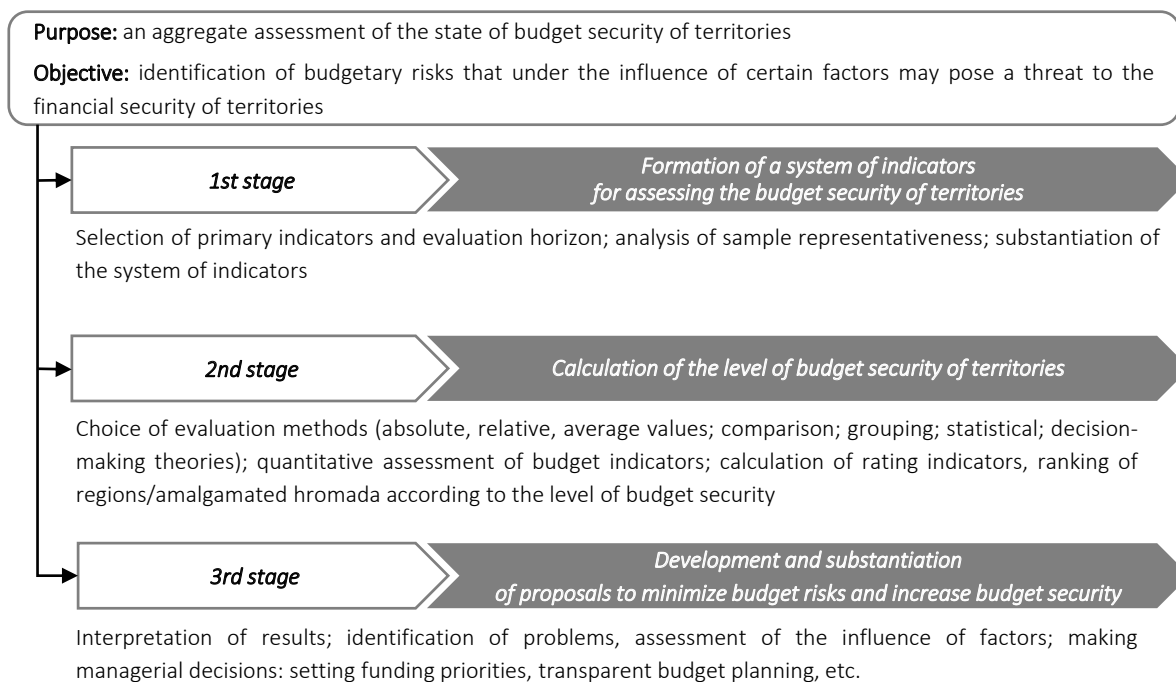 Purpose: an aggregate assessment of the state of budget security of territories
Objective: identification of budgetary risks that under the influence of certain factors may pose a threat to the
financial security of territories
1st stage
Formation of a system of indicators
for assessing the budget security of territories
Selection of primary indicators and evaluation horizon; analysis of sample representativeness; substantiation of
the system of indicators
2nd stage
Calculation of the level of budget security of territories
Choice of evaluation methods (absolute, relative, average values; comparison; grouping; statistical; decision-
making theories); quantitative assessment of budget indicators; calculation of rating indicators, ranking of
regions/amalgamated hromada according to the level of budget security
3rd stage
Development and substantiation
of proposals to minimize budget risks and increase budget security
Interpretation of results; identification of problems, assessment of the influence of factors; making
managerial decisions: setting funding priorities, transparent budget planning, etc.